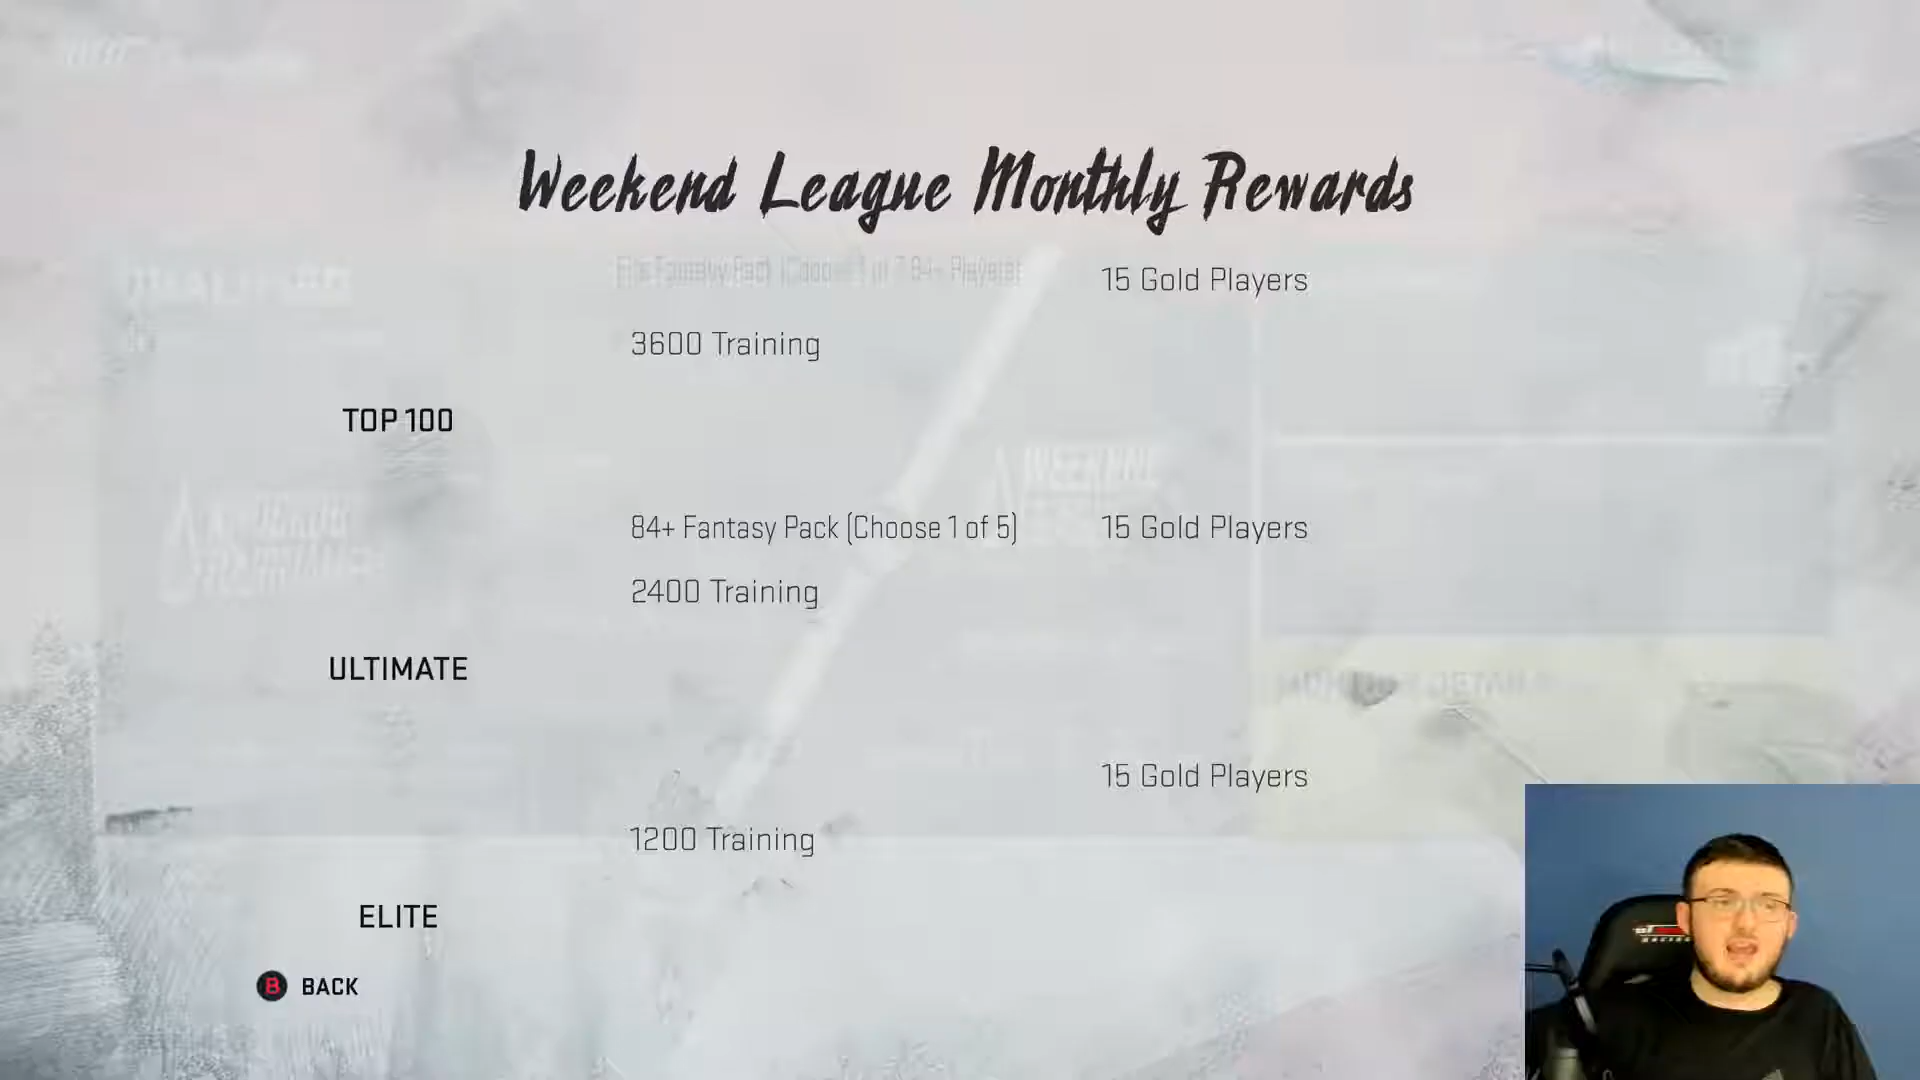 Weekend League Monthly Rewards
15 Gold Players
3600 Training
TOP 100
84+ Fantasy Pack (Choose 1 of 5) 15 Gold Players
2400 Training
ULTIMATE
15 Gold Players
1200 Training
ELITE
B BACK